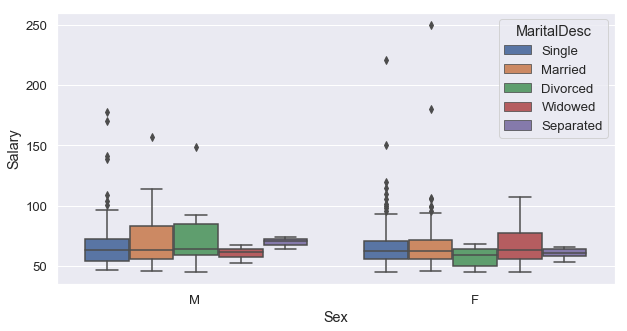 250
200
150
100
50
Salary
M
F
Sex
MaritalDesc
Single
Married
Divorced
Widowed
Separated